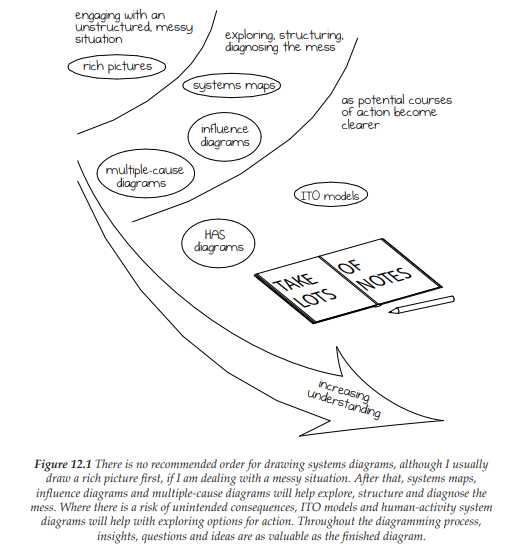 engaging with an
unstructured, messy
situation
rich pictures
exploring, structuring,
diagnosing the mess
systems maps
influence
diagrams
multiple-cause
diagrams
as potential courses
of action become
clearer
ITO models
HAS
diagrams
TAKE
LOTS
OF
NOTES
increasing
understanding
Figure 12.1 There is no recommended order for drawing systems diagrams, although I usually
draw a rich picture first, if I am dealing with a messy situation. After that, systems maps,
influence diagrams and multiple-cause diagrams will help explore, structure and diagnose the
mess. Where there is a risk of unintended consequences, ITO models and human-activity system
diagrams will help with exploring options for action. Throughout the diagramming process,
insights, questions and ideas are as valuable as the finished diagram.